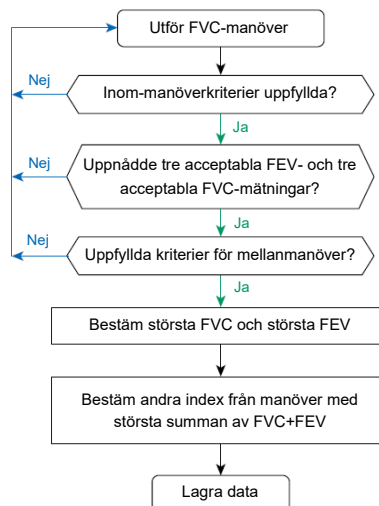 Utför FVC-manöver
Nej
Inom-manöverkriterier uppfyllda?
Ja
Nej
Uppnådde tre acceptabla FEV- och tre
acceptabla FVC-mätningar?
Ja
Nej
Uppfyllda kriterier för mellanmanöver?
Ja
Bestäm största FVC och största FEV
Bestäm andra index från manöver med
största summan av FVC+FEV
Lagra data